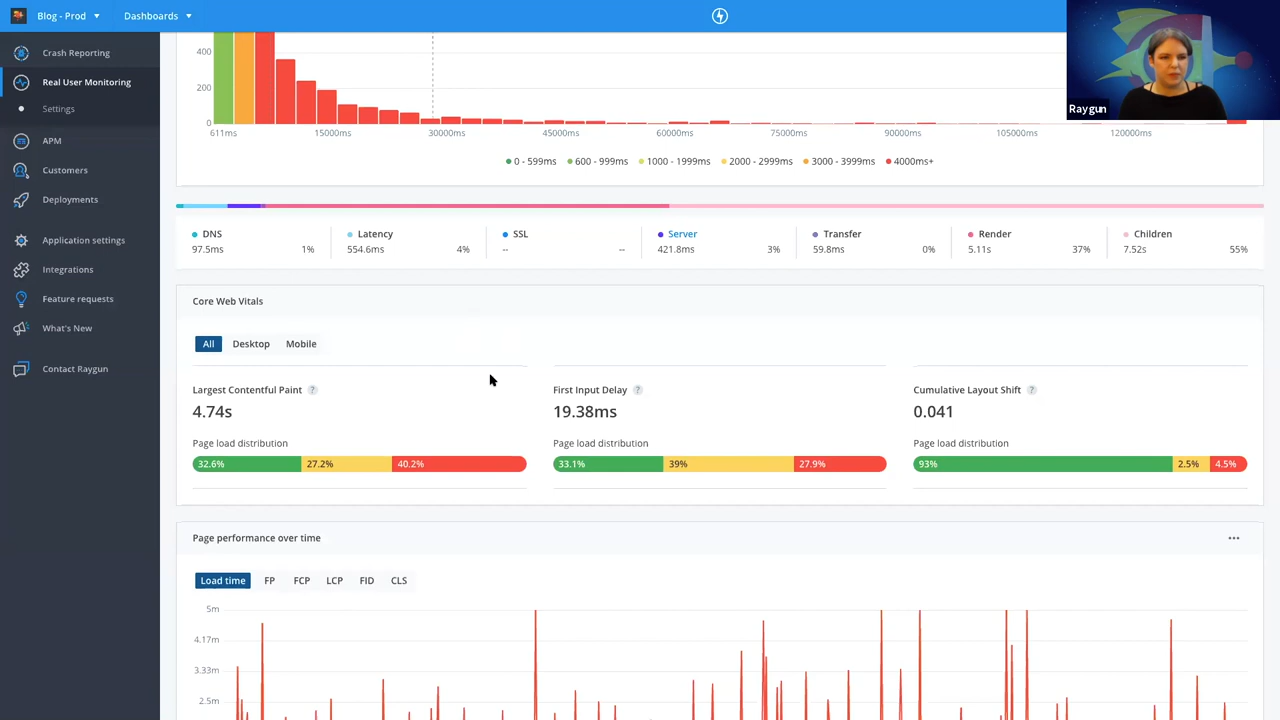 Blog - Prod
Dashboards
Raygun
Crash Reporting
Real User Monitoring
Settings
APM
Customers
Deployments
Application settings
Integrations
Feature requests
What's New
Contact Raygun
400
200
0
611ms 15000ms 30000ms 45000ms 60000ms 75000ms 90000ms 105000ms 120000ms
0 - 599ms 600 - 999ms 1000 - 1999ms 2000 - 2999ms 3000 - 3999ms 4000ms+
DNS
97.5ms 1%
Latency
554.6ms 4%
SSL
-- --
Server
421.8ms 3%
Transfer
59.8ms 0%
Render
5.11s 37%
Children
7.52s 55%
Core Web Vitals
All Desktop Mobile
Largest Contentful Paint ?
4.74s
Page load distribution
32.6% 27.2% 40.2%
First Input Delay ?
19.38ms
Page load distribution
33.1% 39% 27.9%
Cumulative Layout Shift ?
0.041
Page load distribution
93% 2.5% 4.5%
Page performance over time
Load time FP FCP LCP FID CLS
5m
4.17m
3.33m
2.5m